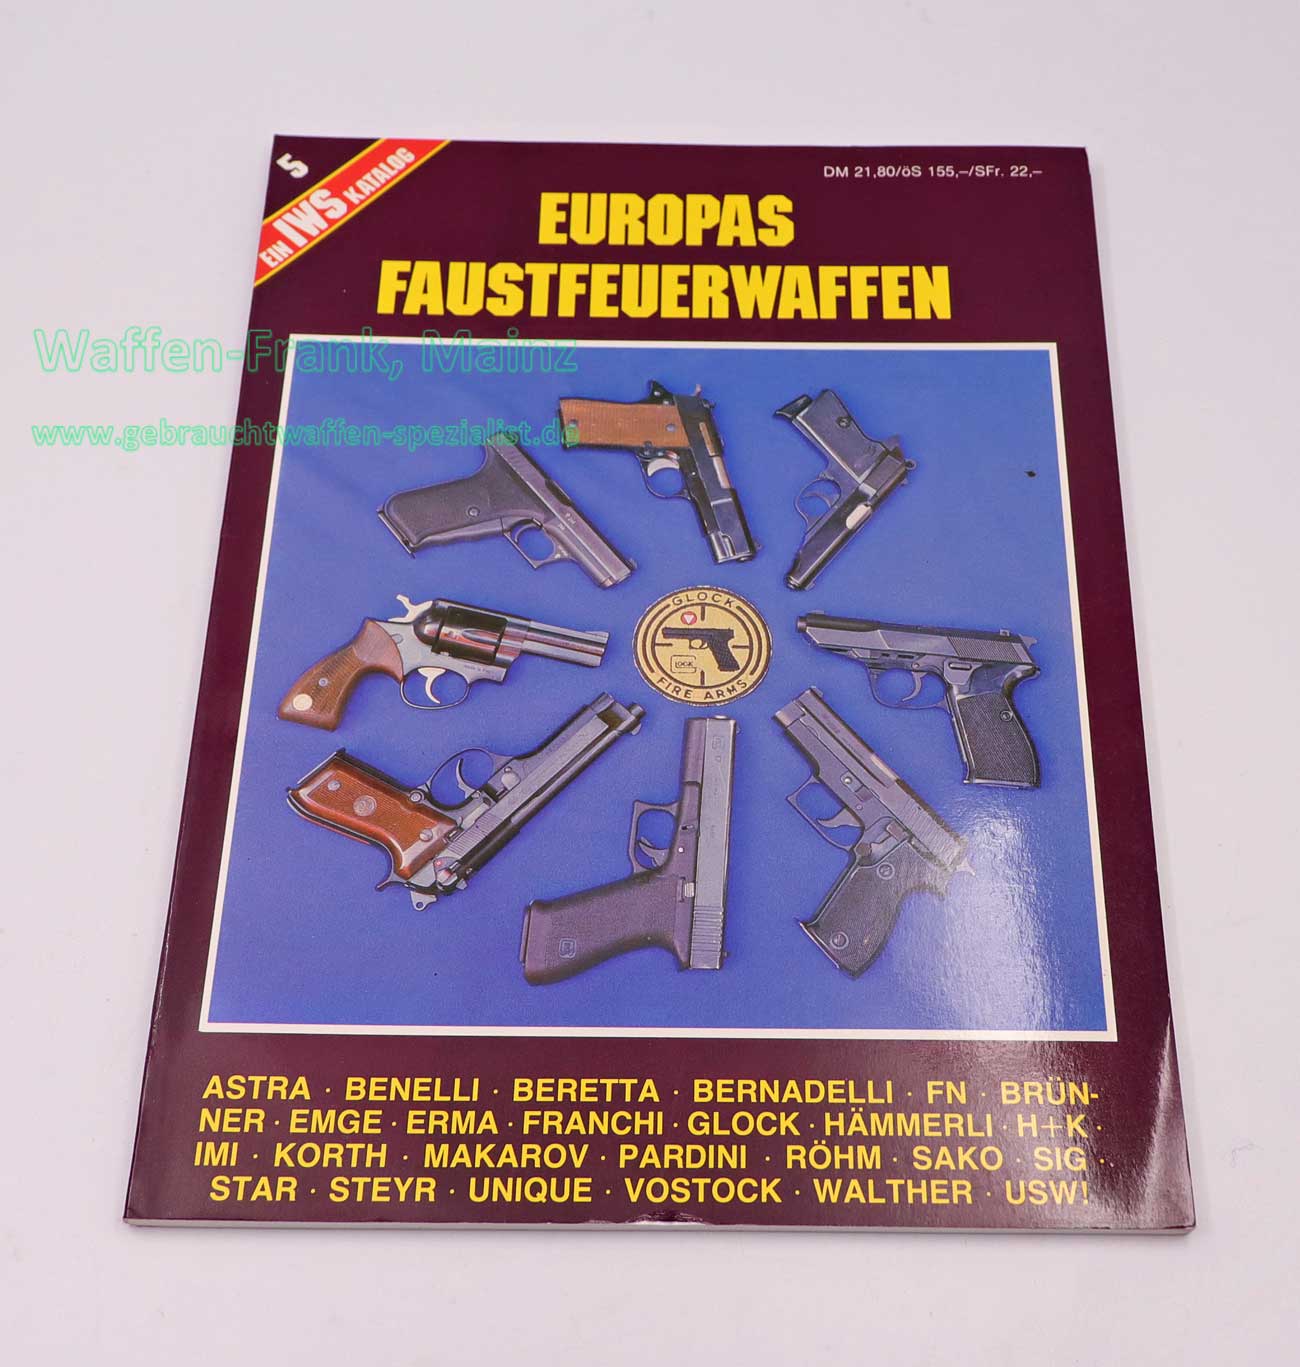 5
EIN IWS KATALOG
DM 21,80/öS 155,–/SFr. 22,–
EUROPAS
FAUSTFEUERWAFFEN
Waffen-Frank, Mainz
www.gebrauchtwaffen-spezialist.de
GLOCK
GLOCK
FIRE ARMS
ASTRA · BENELLI · BERETTA · BERNADELLI · FN · BRÜN-
NER · EMGE · ERMA · FRANCHI · GLOCK · HÄMMERLI · H+K ·
IMI · KORTH · MAKAROV · PARDINI · RÖHM · SAKO · SIG ·
STAR · STEYR · UNIQUE · VOSTOCK · WALTHER · USW!